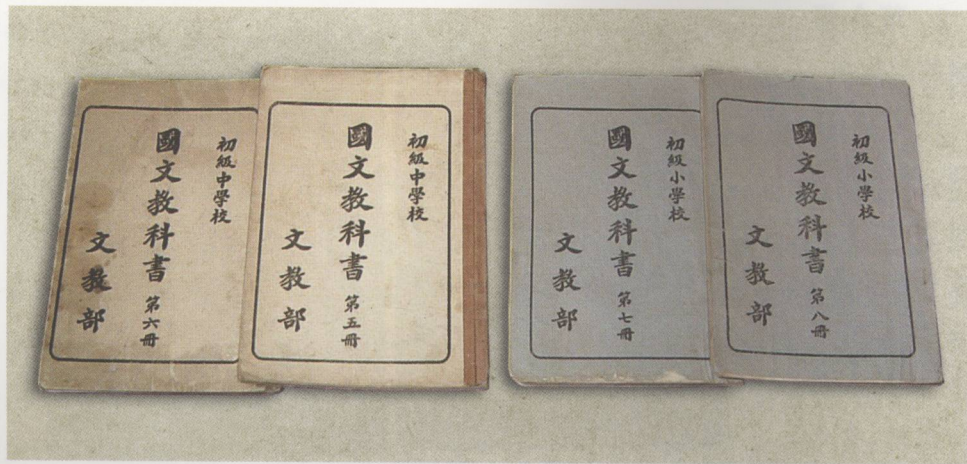 初級中學校
國文教科書 第六冊
文教部
初級中學校
國文教科書 第五冊
文教部
初級小學校
國文教科書 第七冊
文教部
初級小學校
國文教科書 第八冊
文教部